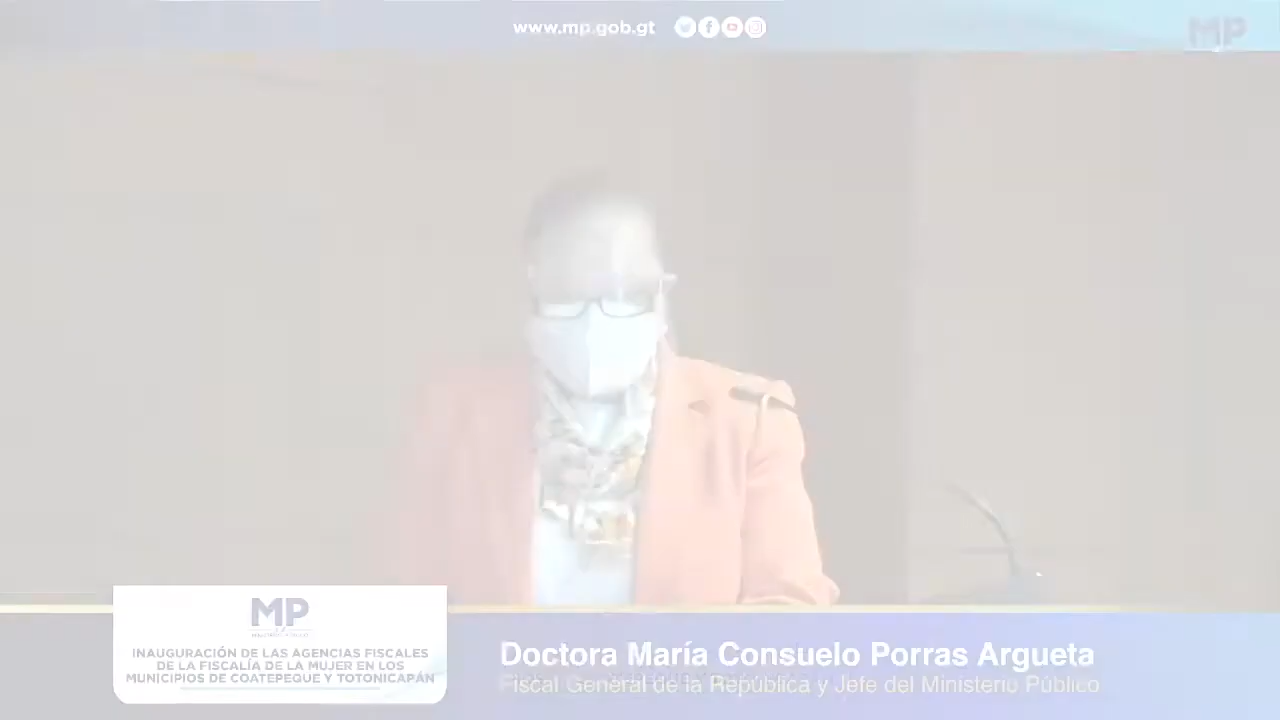 www.mp.gob.gt
MP
MP
INAUGURACIÓN DE LAS AGENCIAS FISCALES
DE LA FISCALÍA DE LA MUJER EN LOS
MUNICIPIOS DE COATEPEQUE Y TOTONICAPÁN
Doctora María Consuelo Porras Argueta
Fiscal General de la República y Jefe del Ministerio Público